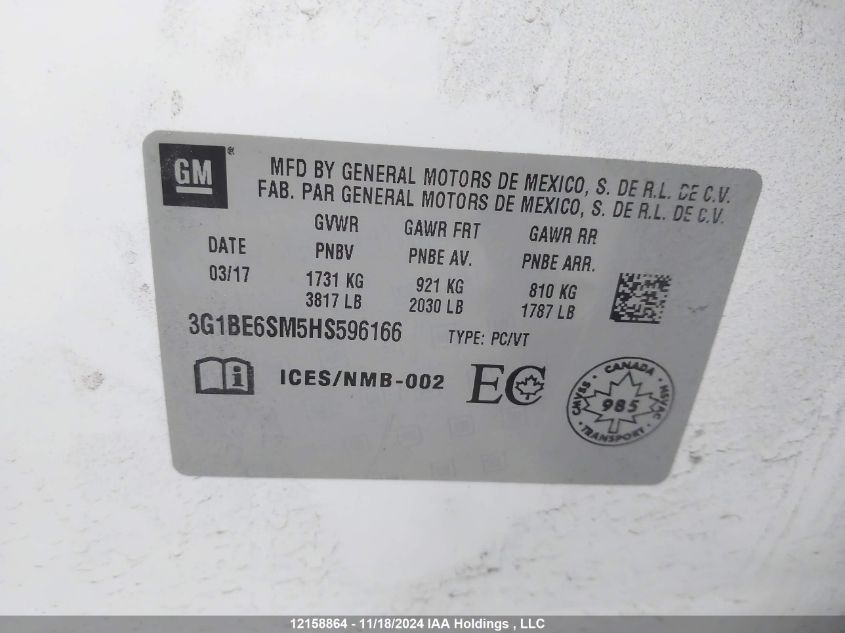 GM ®
MFD BY GENERAL MOTORS DE MEXICO, S. DE R.L. DE C.V.
FAB. PAR GENERAL MOTORS DE MEXICO, S. DE R.L. DE C.V.
DATE GVWR GAWR FRT GAWR RR
PNBV PNBE AV. PNBE ARR.
03/17 1731 KG 921 KG 810 KG
3817 LB 2030 LB 1787 LB
3G1BE6SM5HS596166 TYPE: PC/VT
i ICES/NMB-002 EC
CANADA
CMVSS 985 NSVAC
TRANSPORT
12158864 - 11/18/2024 IAA Holdings , LLC